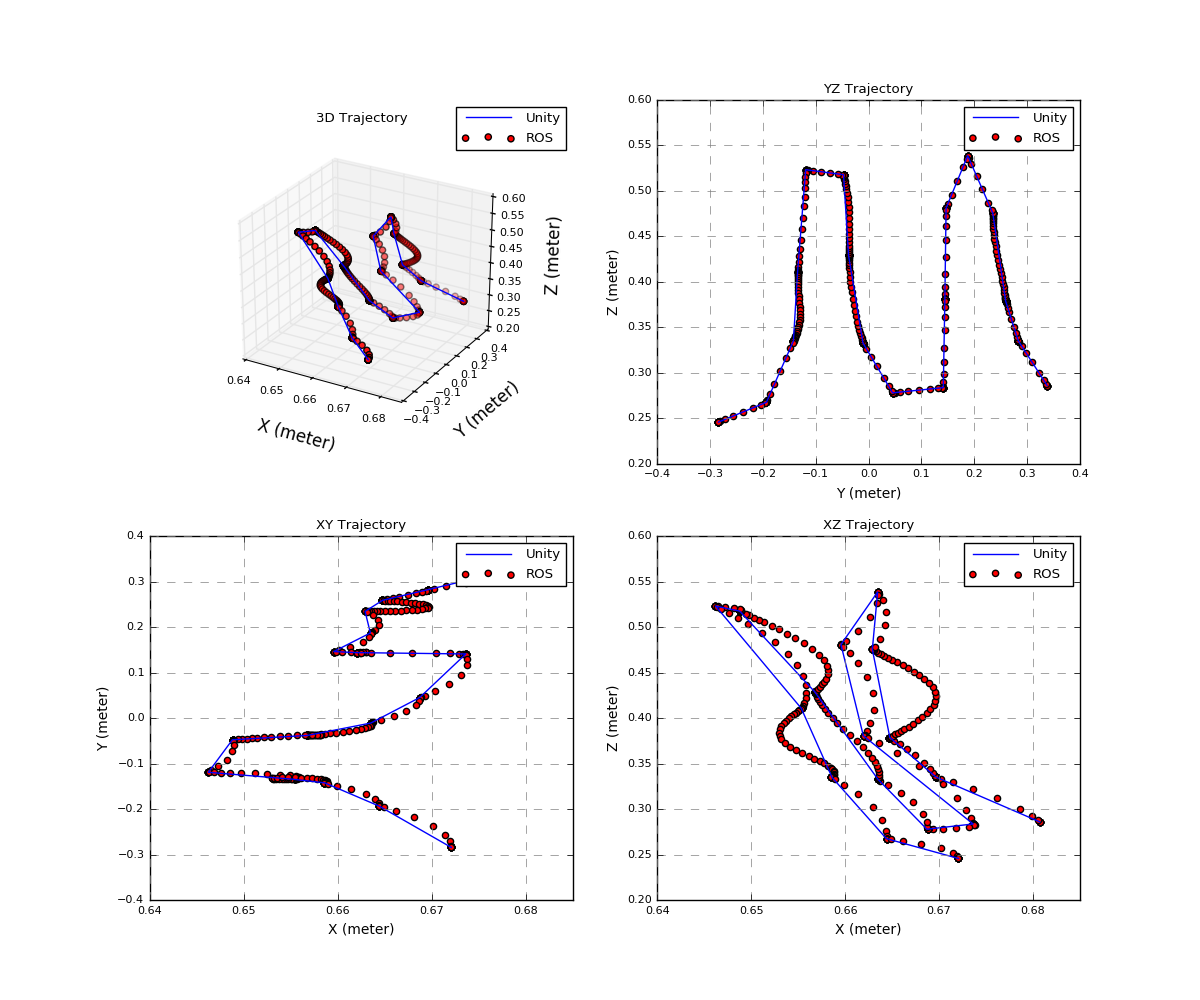 3D Trajectory
Unity
ROS
0.60
0.55
0.50
0.45
0.40
0.35
0.30
0.25
0.20
Z (meter)
0.4
0.3
0.2
0.1
0.0
−0.1
−0.2
−0.3
−0.4
Y (meter)
0.64
0.65
0.66
0.67
0.68
X (meter)
YZ Trajectory
Unity
ROS
0.60
0.55
0.50
0.45
0.40
0.35
0.30
0.25
0.20
Z (meter)
−0.4 −0.3 −0.2 −0.1 0.0 0.1 0.2 0.3 0.4
Y (meter)
XY Trajectory
Unity
ROS
0.4
0.3
0.2
0.1
0.0
−0.1
−0.2
−0.3
−0.4
Y (meter)
0.64 0.65 0.66 0.67 0.68
X (meter)
XZ Trajectory
Unity
ROS
0.60
0.55
0.50
0.45
0.40
0.35
0.30
0.25
0.20
Z (meter)
0.64 0.65 0.66 0.67 0.68
X (meter)